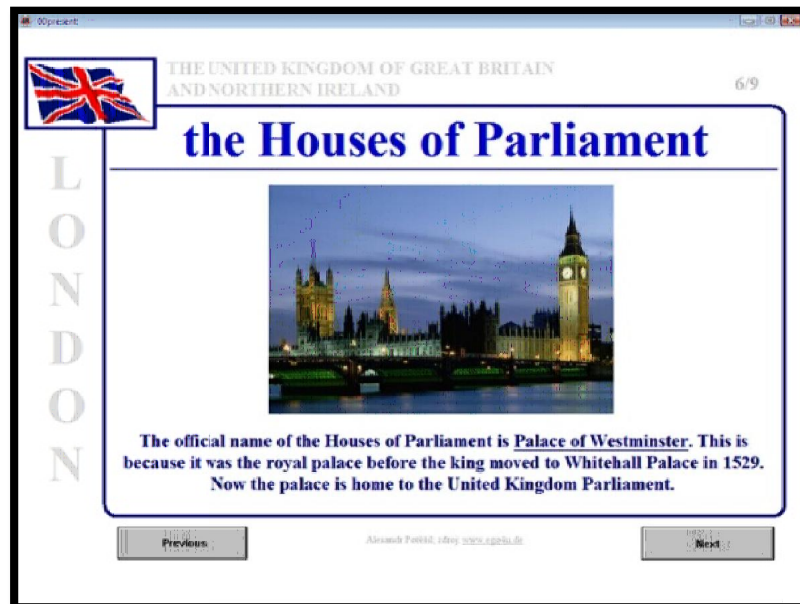 00present
THE UNITED KINGDOM OF GREAT BRITAIN
AND NORTHERN IRELAND
6/9
the Houses of Parliament
L
O
N
D
O
N
The official name of the Houses of Parliament is Palace of Westminster. This is
because it was the royal palace before the king moved to Whitehall Palace in 1529.
Now the palace is home to the United Kingdom Parliament.
Previous
Next